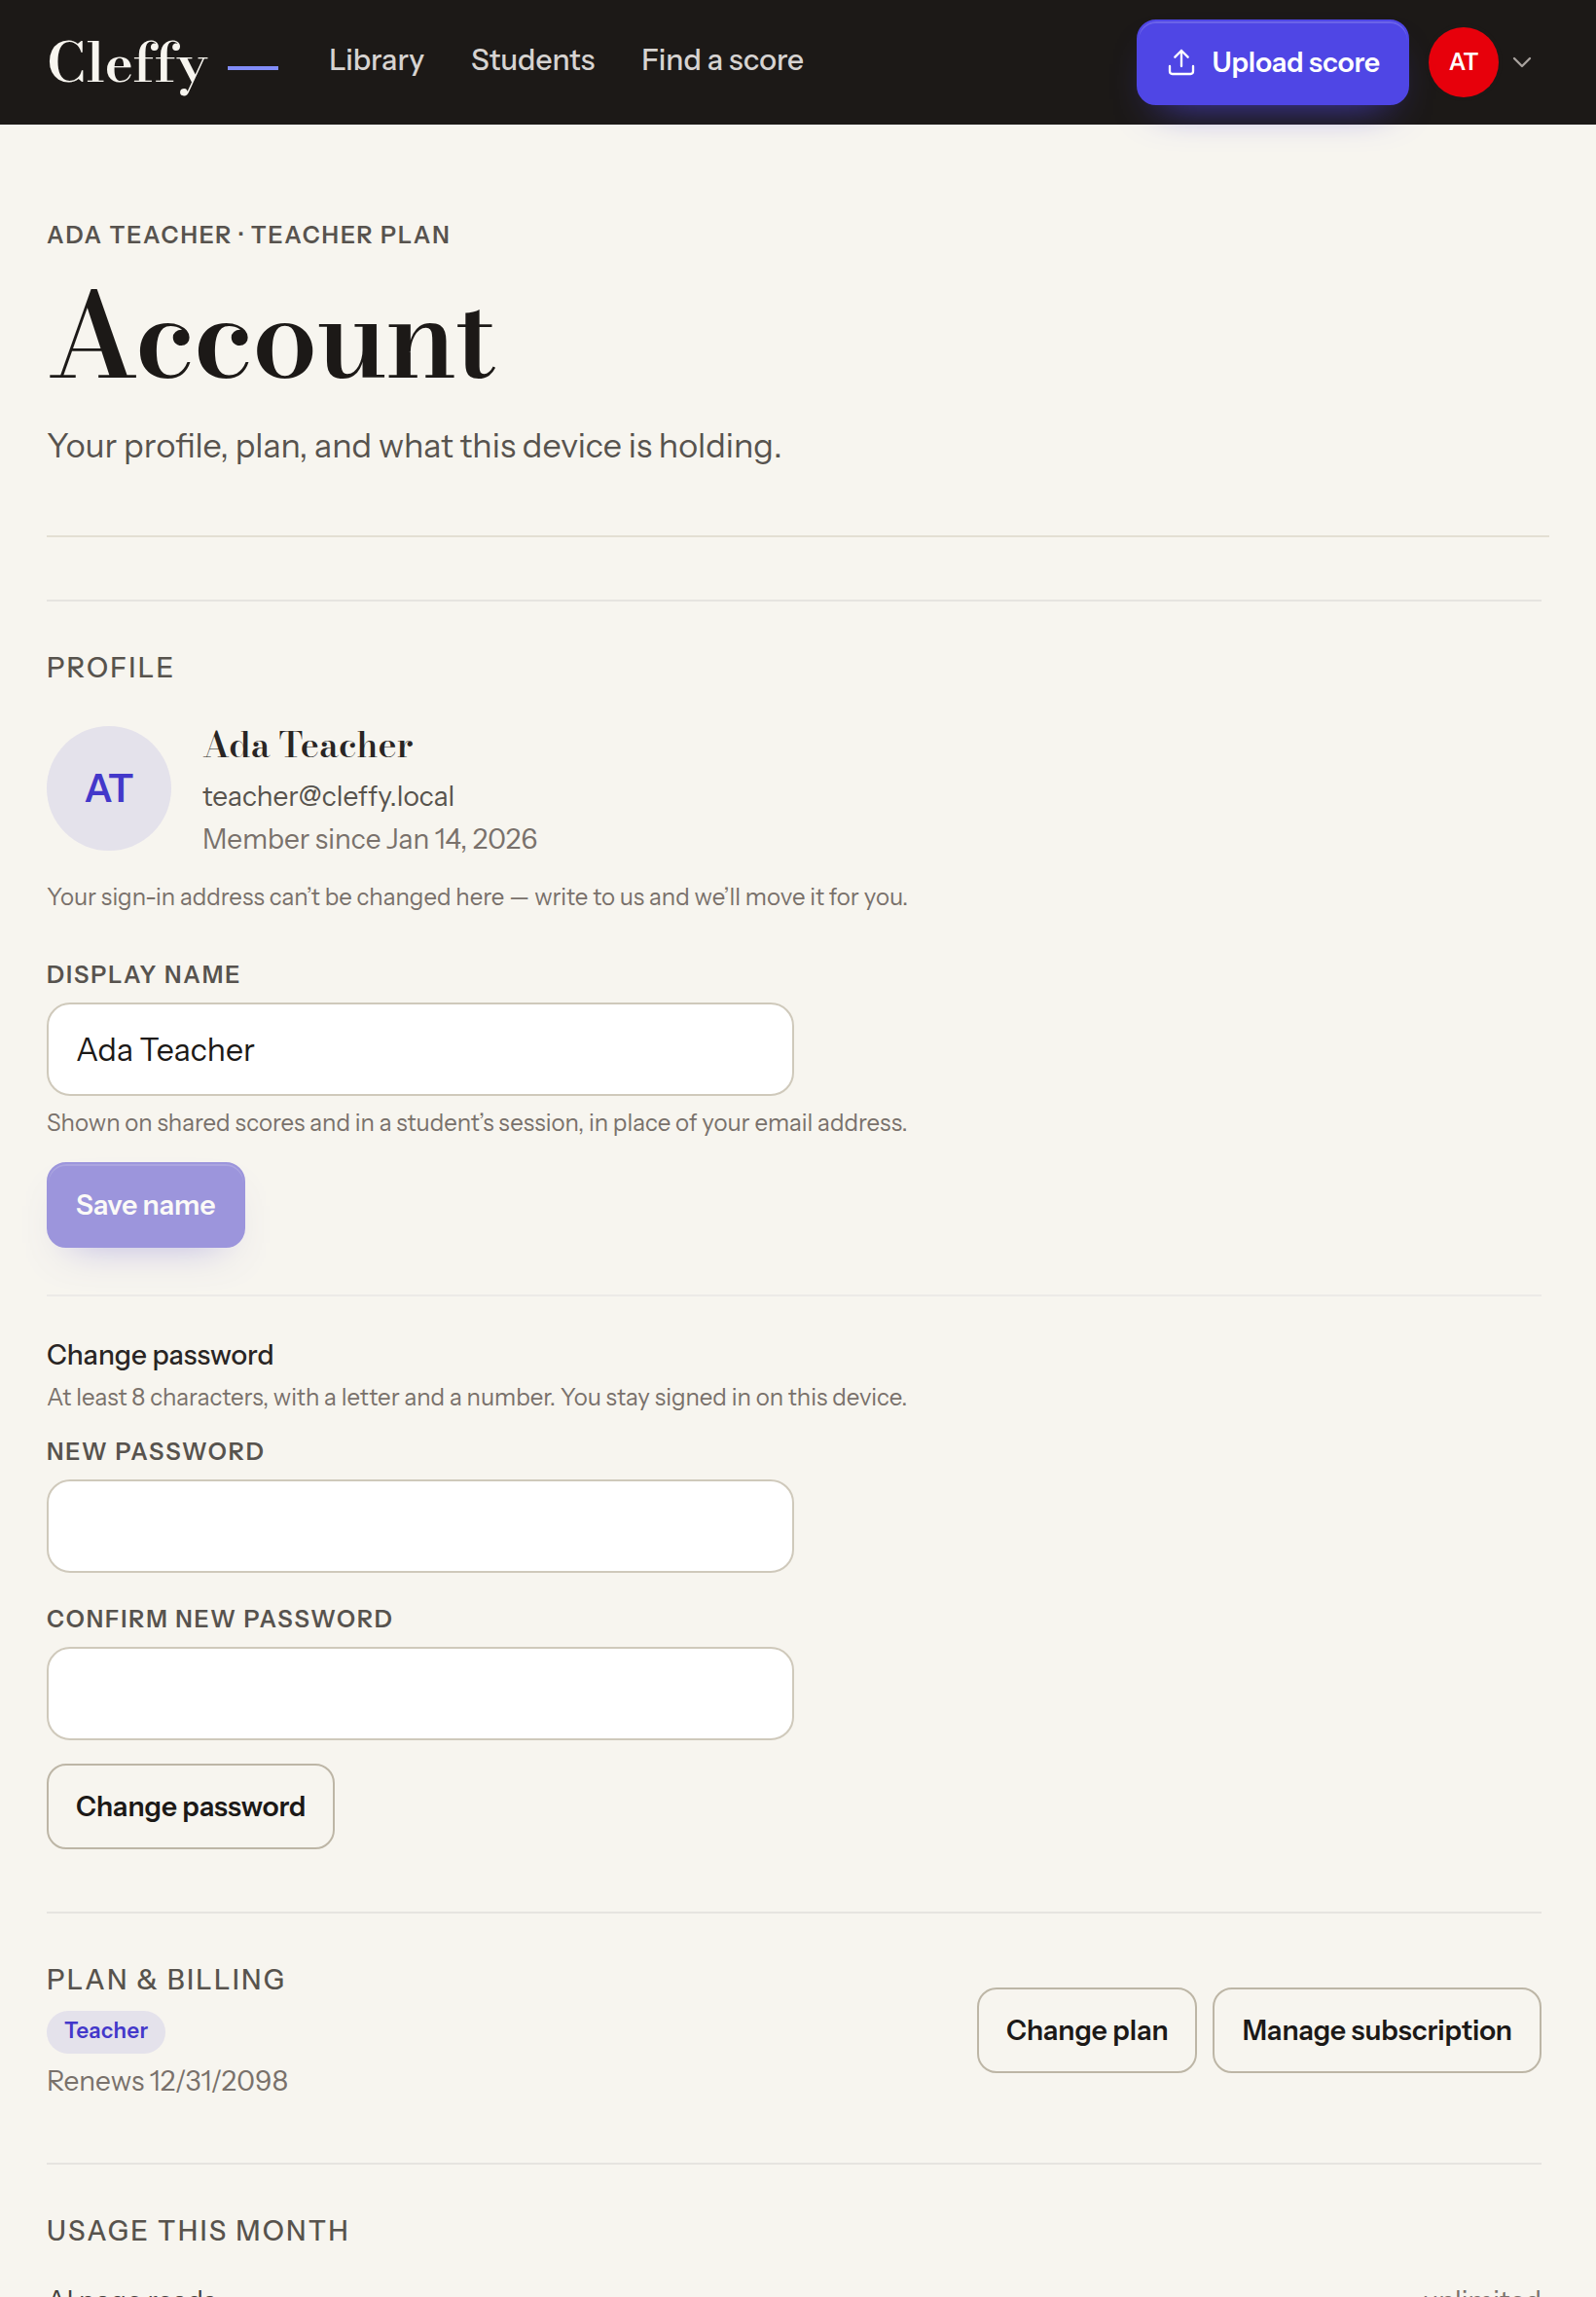 Cleffy
Library
Students
Find a score
Upload score
AT
ADA TEACHER · TEACHER PLAN
Account
Your profile, plan, and what this device is holding.
PROFILE
AT
Ada Teacher
teacher@cleffy.local
Member since Jan 14, 2026
Your sign-in address can’t be changed here — write to us and we’ll move it for you.
DISPLAY NAME
Ada Teacher
Shown on shared scores and in a student’s session, in place of your email address.
Save name
Change password
At least 8 characters, with a letter and a number. You stay signed in on this device.
NEW PASSWORD
CONFIRM NEW PASSWORD
Change password
PLAN & BILLING
Teacher
Renews 12/31/2098
Change plan
Manage subscription
USAGE THIS MONTH
AI page reads
unlimited